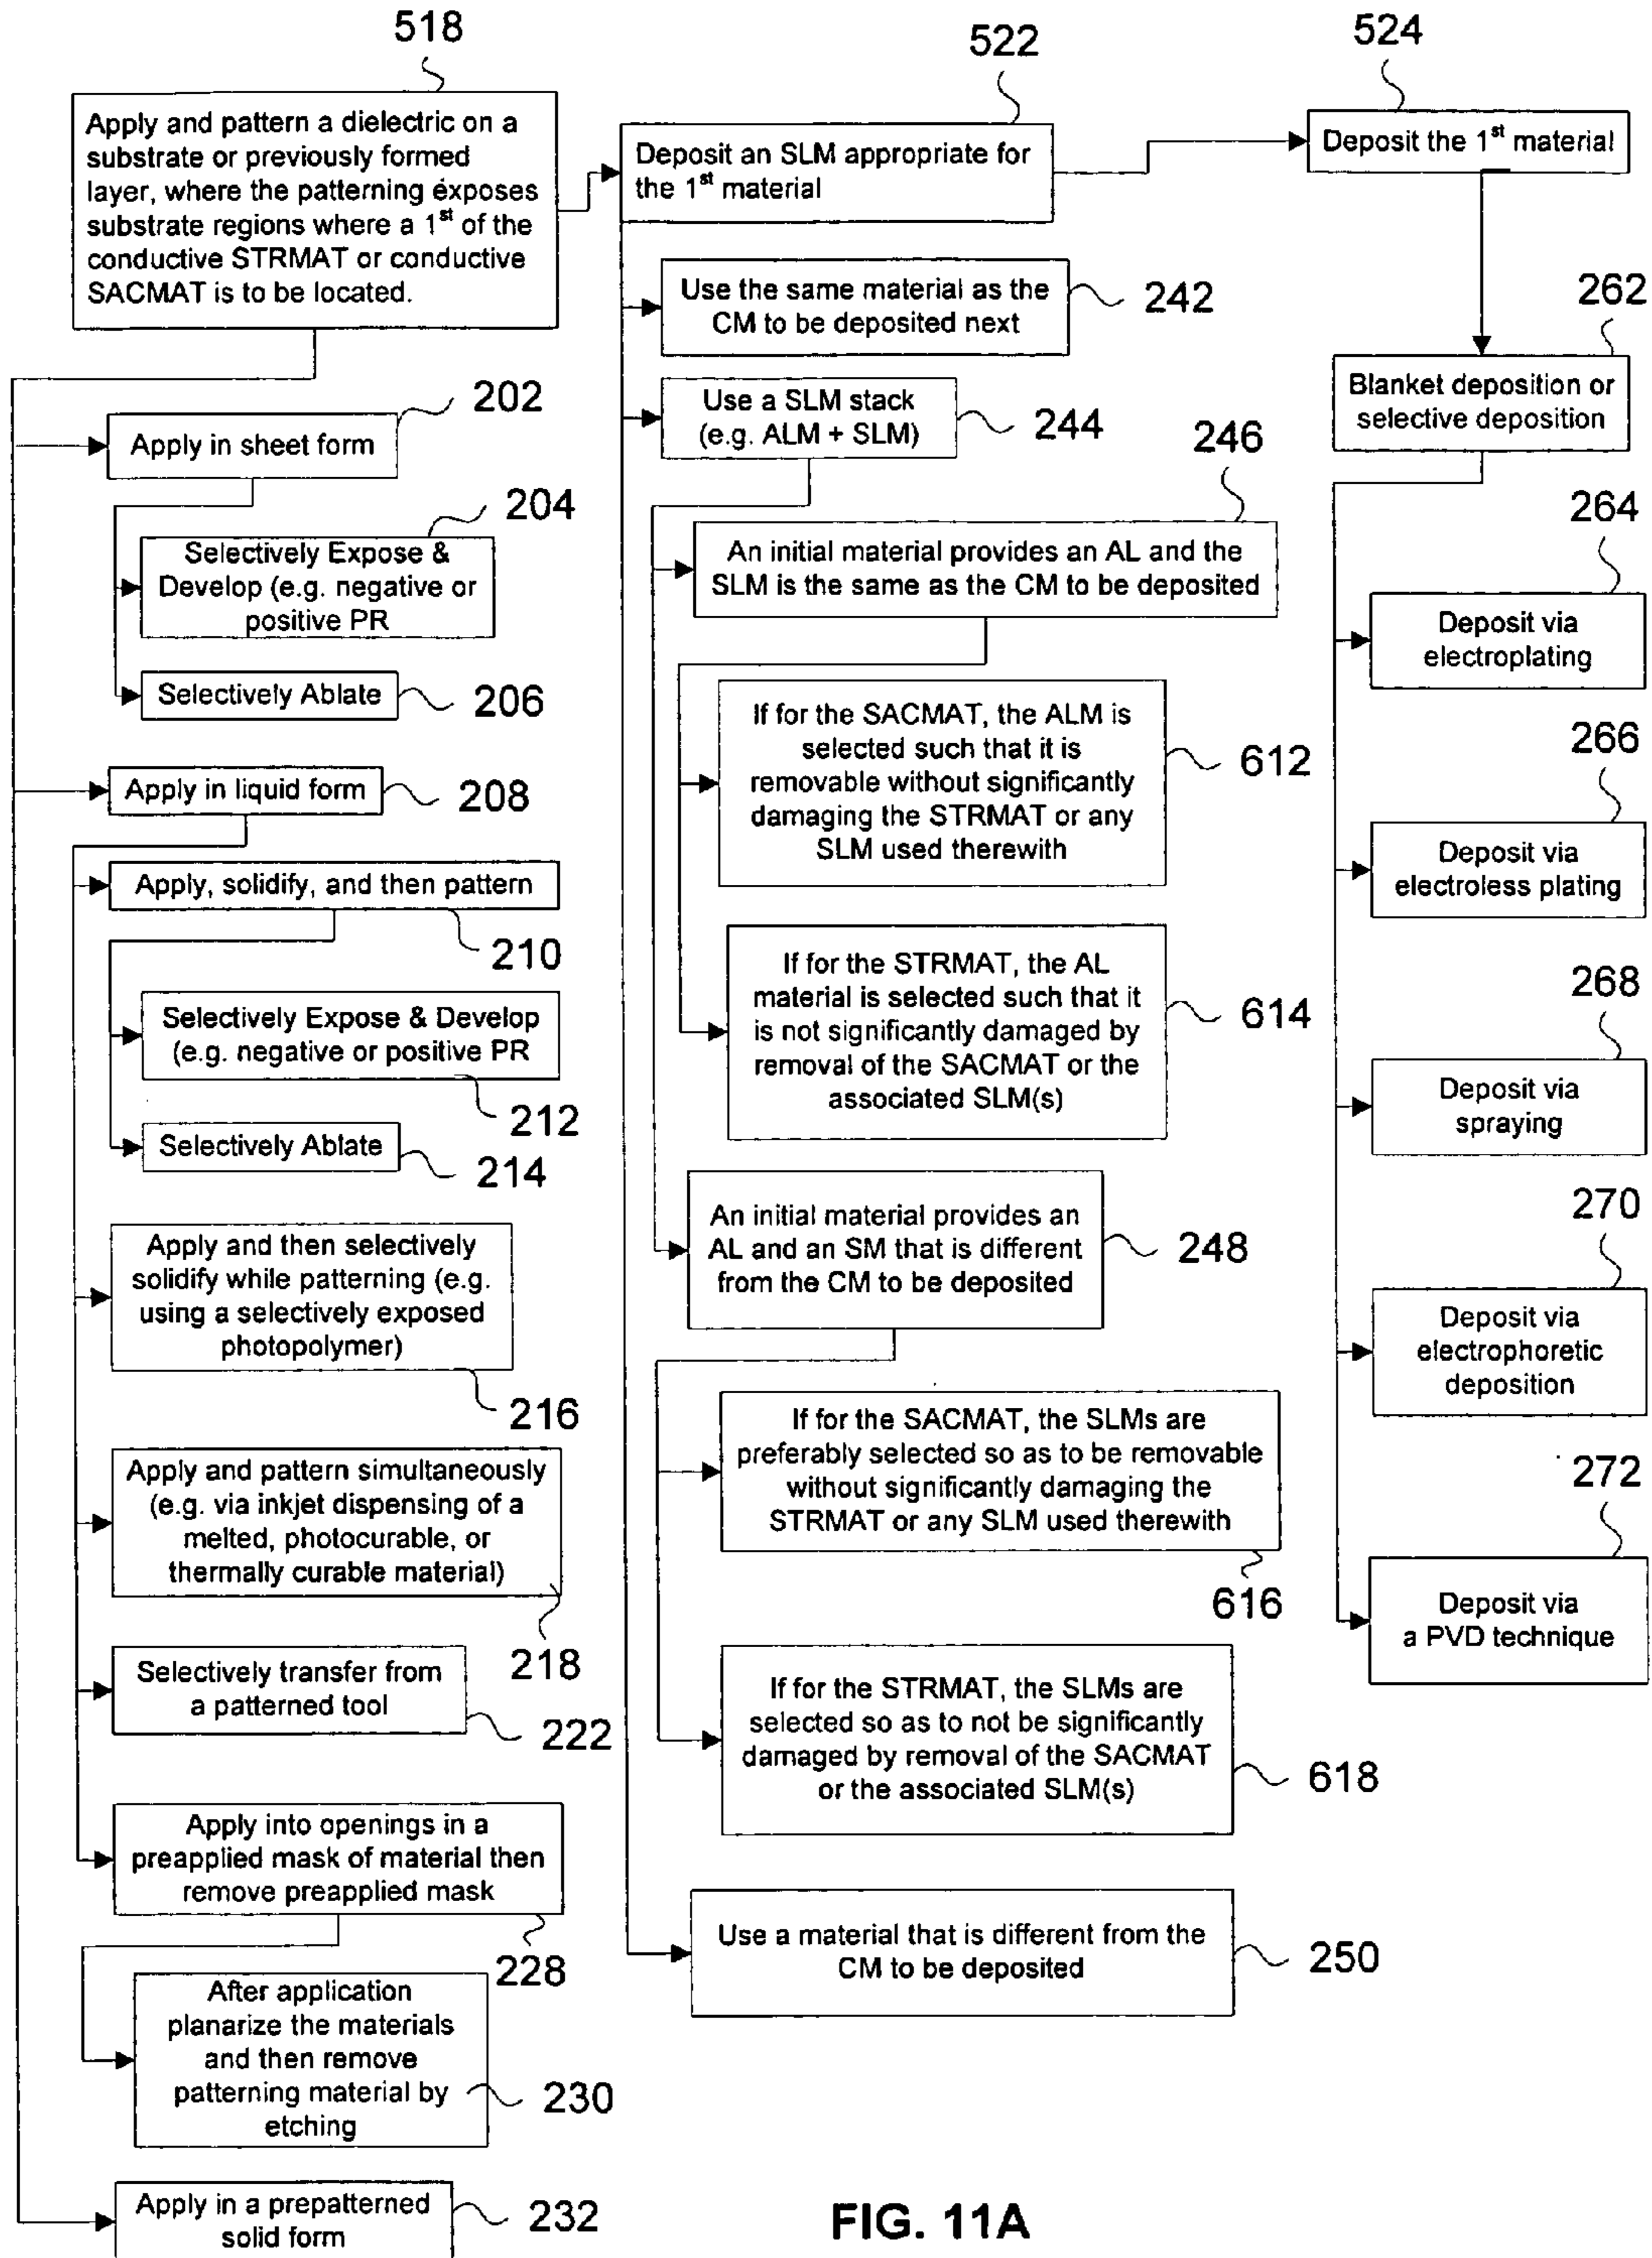 518
Apply and pattern a dielectric on a
substrate or previously formed
layer, where the patterning exposes
substrate regions where a 1st of the
conductive STRMAT or conductive
SACMAT is to be located.
202
Apply in sheet form
204
Selectively Expose &
Develop (e.g. negative or
positive PR
Selectively Ablate
206
Apply in liquid form
208
Apply, solidify, and then pattern
210
Selectively Expose & Develop
(e.g. negative or positive PR
212
Selectively Ablate
214
Apply and then selectively
solidify while patterning (e.g.
using a selectively exposed
photopolymer)
216
Apply and pattern simultaneously
(e.g. via inkjet dispensing of a
melted, photocurable, or
thermally curable material)
218
Selectively transfer from
a patterned tool
222
Apply into openings in a
preapplied mask of material then
remove preapplied mask
228
After application
planarize the materials
and then remove
patterning material by
etching
230
Apply in a prepatterned
solid form
232
522
Deposit an SLM appropriate for
the 1st material
Use the same material as the
CM to be deposited next
242
Use a SLM stack
(e.g. ALM + SLM)
244
246
An initial material provides an AL and the
SLM is the same as the CM to be deposited
If for the SACMAT, the ALM is
selected such that it is
removable without significantly
damaging the STRMAT or any
SLM used therewith
612
If for the STRMAT, the AL
material is selected such that it
is not significantly damaged by
removal of the SACMAT or the
associated SLM(s)
614
An initial material provides an
AL and an SM that is different
from the CM to be deposited
248
If for the SACMAT, the SLMs are
preferably selected so as to be removable
without significantly damaging the
STRMAT or any SLM used therewith
616
If for the STRMAT, the SLMs are
selected so as to not be significantly
damaged by removal of the SACMAT
or the associated SLM(s)
618
Use a material that is different from the
CM to be deposited
250
524
Deposit the 1st material
262
Blanket deposition or
selective deposition
264
Deposit via
electroplating
266
Deposit via
electroless plating
268
Deposit via
spraying
270
Deposit via
electrophoretic
deposition
272
Deposit via
a PVD technique
FIG. 11A